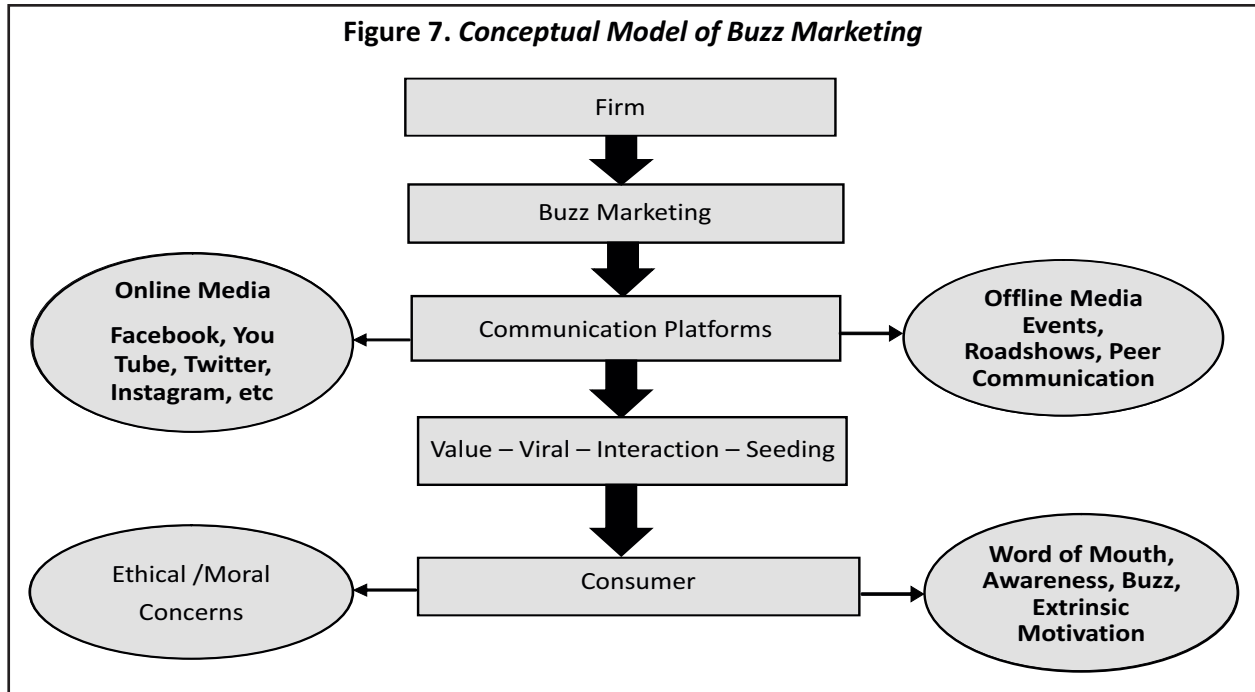 Figure 7. Conceptual Model of Buzz Marketing
Firm
Buzz Marketing
Online Media
Facebook, You
Tube, Twitter,
Instagram, etc
Communication Platforms
Offline Media
Events,
Roadshows, Peer
Communication
Value – Viral – Interaction – Seeding
Ethical /Moral
Concerns
Consumer
Word of Mouth,
Awareness, Buzz,
Extrinsic
Motivation